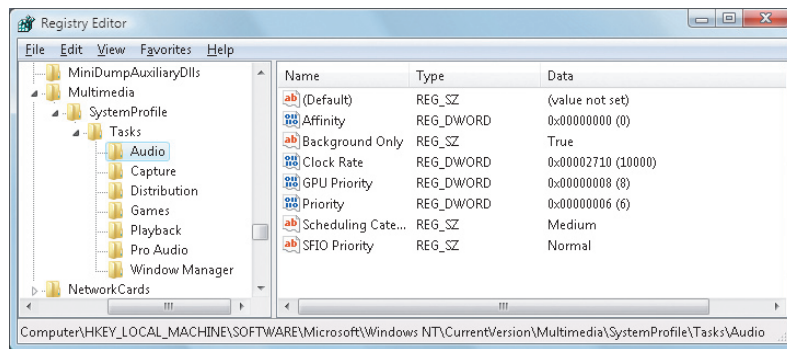 Registry Editor
File Edit View Favorites Help
MiniDumpAuxiliaryDlls
Multimedia
SystemProfile
Tasks
Audio
Capture
Distribution
Games
Playback
Pro Audio
Window Manager
NetworkCards
Name Type Data
(Default) REG_SZ (value not set)
Affinity REG_DWORD 0x00000000 (0)
Background Only REG_SZ True
Clock Rate REG_DWORD 0x00002710 (10000)
GPU Priority REG_DWORD 0x00000008 (8)
Priority REG_DWORD 0x00000006 (6)
Scheduling Cate... REG_SZ Medium
SFIO Priority REG_SZ Normal
Computer\HKEY_LOCAL_MACHINE\SOFTWARE\Microsoft\Windows NT\CurrentVersion\Multimedia\SystemProfile\Tasks\Audio